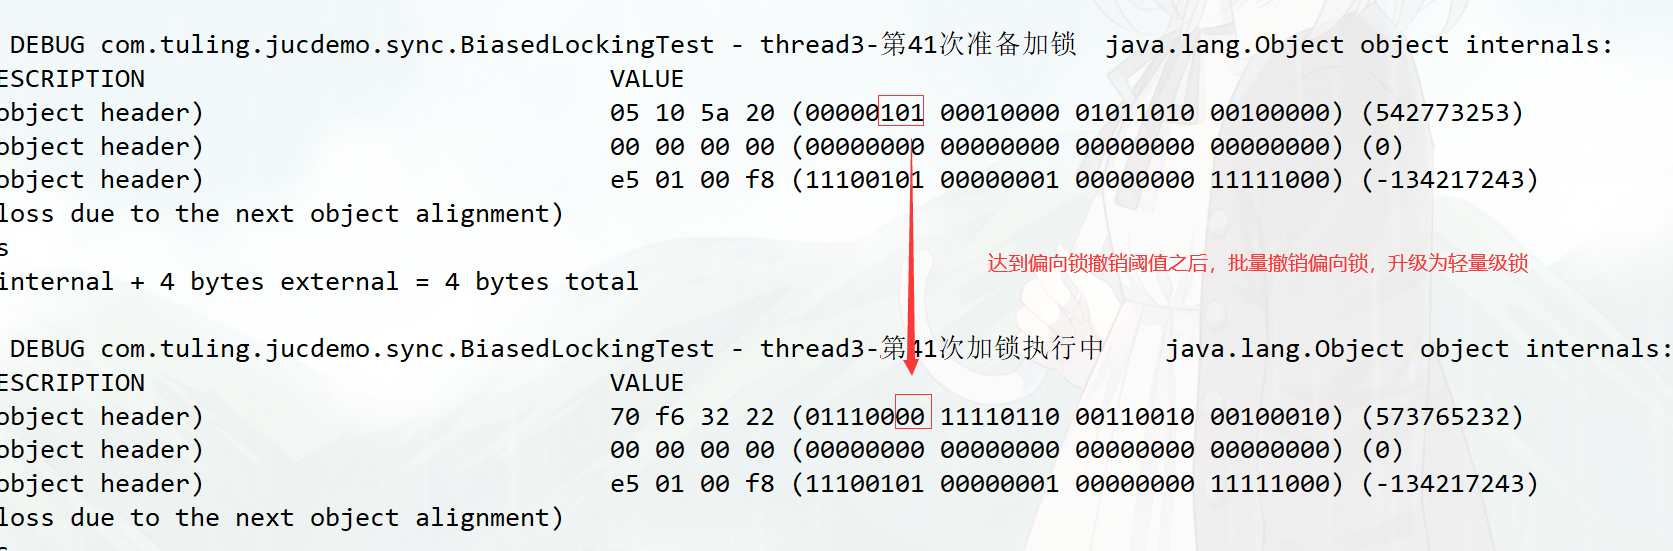 DEBUG com.tuling.jucdemo.sync.BiasedLockingTest - thread3-第41次准备加锁  java.lang.Object object internals:
ESCRIPTION VALUE
object header) 05 10 5a 20 (00000101 00010000 01011010 00100000) (542773253)
object header) 00 00 00 00 (00000000 00000000 00000000 00000000) (0)
object header) e5 01 00 f8 (11100101 00000001 00000000 11111000) (-134217243)
loss due to the next object alignment)
s
达到偏向锁撤销阈值之后，批量撤销偏向锁，升级为轻量级锁
internal + 4 bytes external = 4 bytes total
DEBUG com.tuling.jucdemo.sync.BiasedLockingTest - thread3-第41次加锁执行中 java.lang.Object object internals:
ESCRIPTION VALUE
object header) 70 f6 32 22 (01110000 11110110 00110010 00100010) (573765232)
object header) 00 00 00 00 (00000000 00000000 00000000 00000000) (0)
object header) e5 01 00 f8 (11100101 00000001 00000000 11111000) (-134217243)
loss due to the next object alignment)